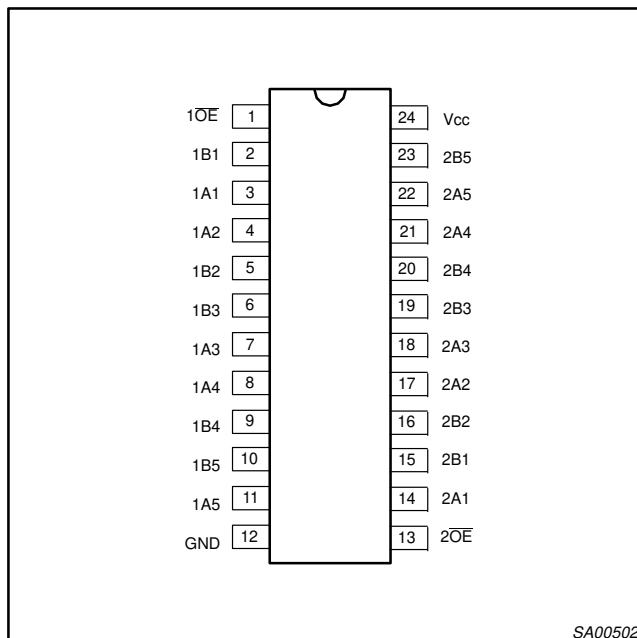 1O̅E̅ 1 24 Vcc
1B1 2 23 2B5
1A1 3 22 2A5
1A2 4 21 2A4
1B2 5 20 2B4
1B3 6 19 2B3
1A3 7 18 2A3
1A4 8 17 2A2
1B4 9 16 2B2
1B5 10 15 2B1
1A5 11 14 2A1
GND 12 13 2O̅E̅
SA00502